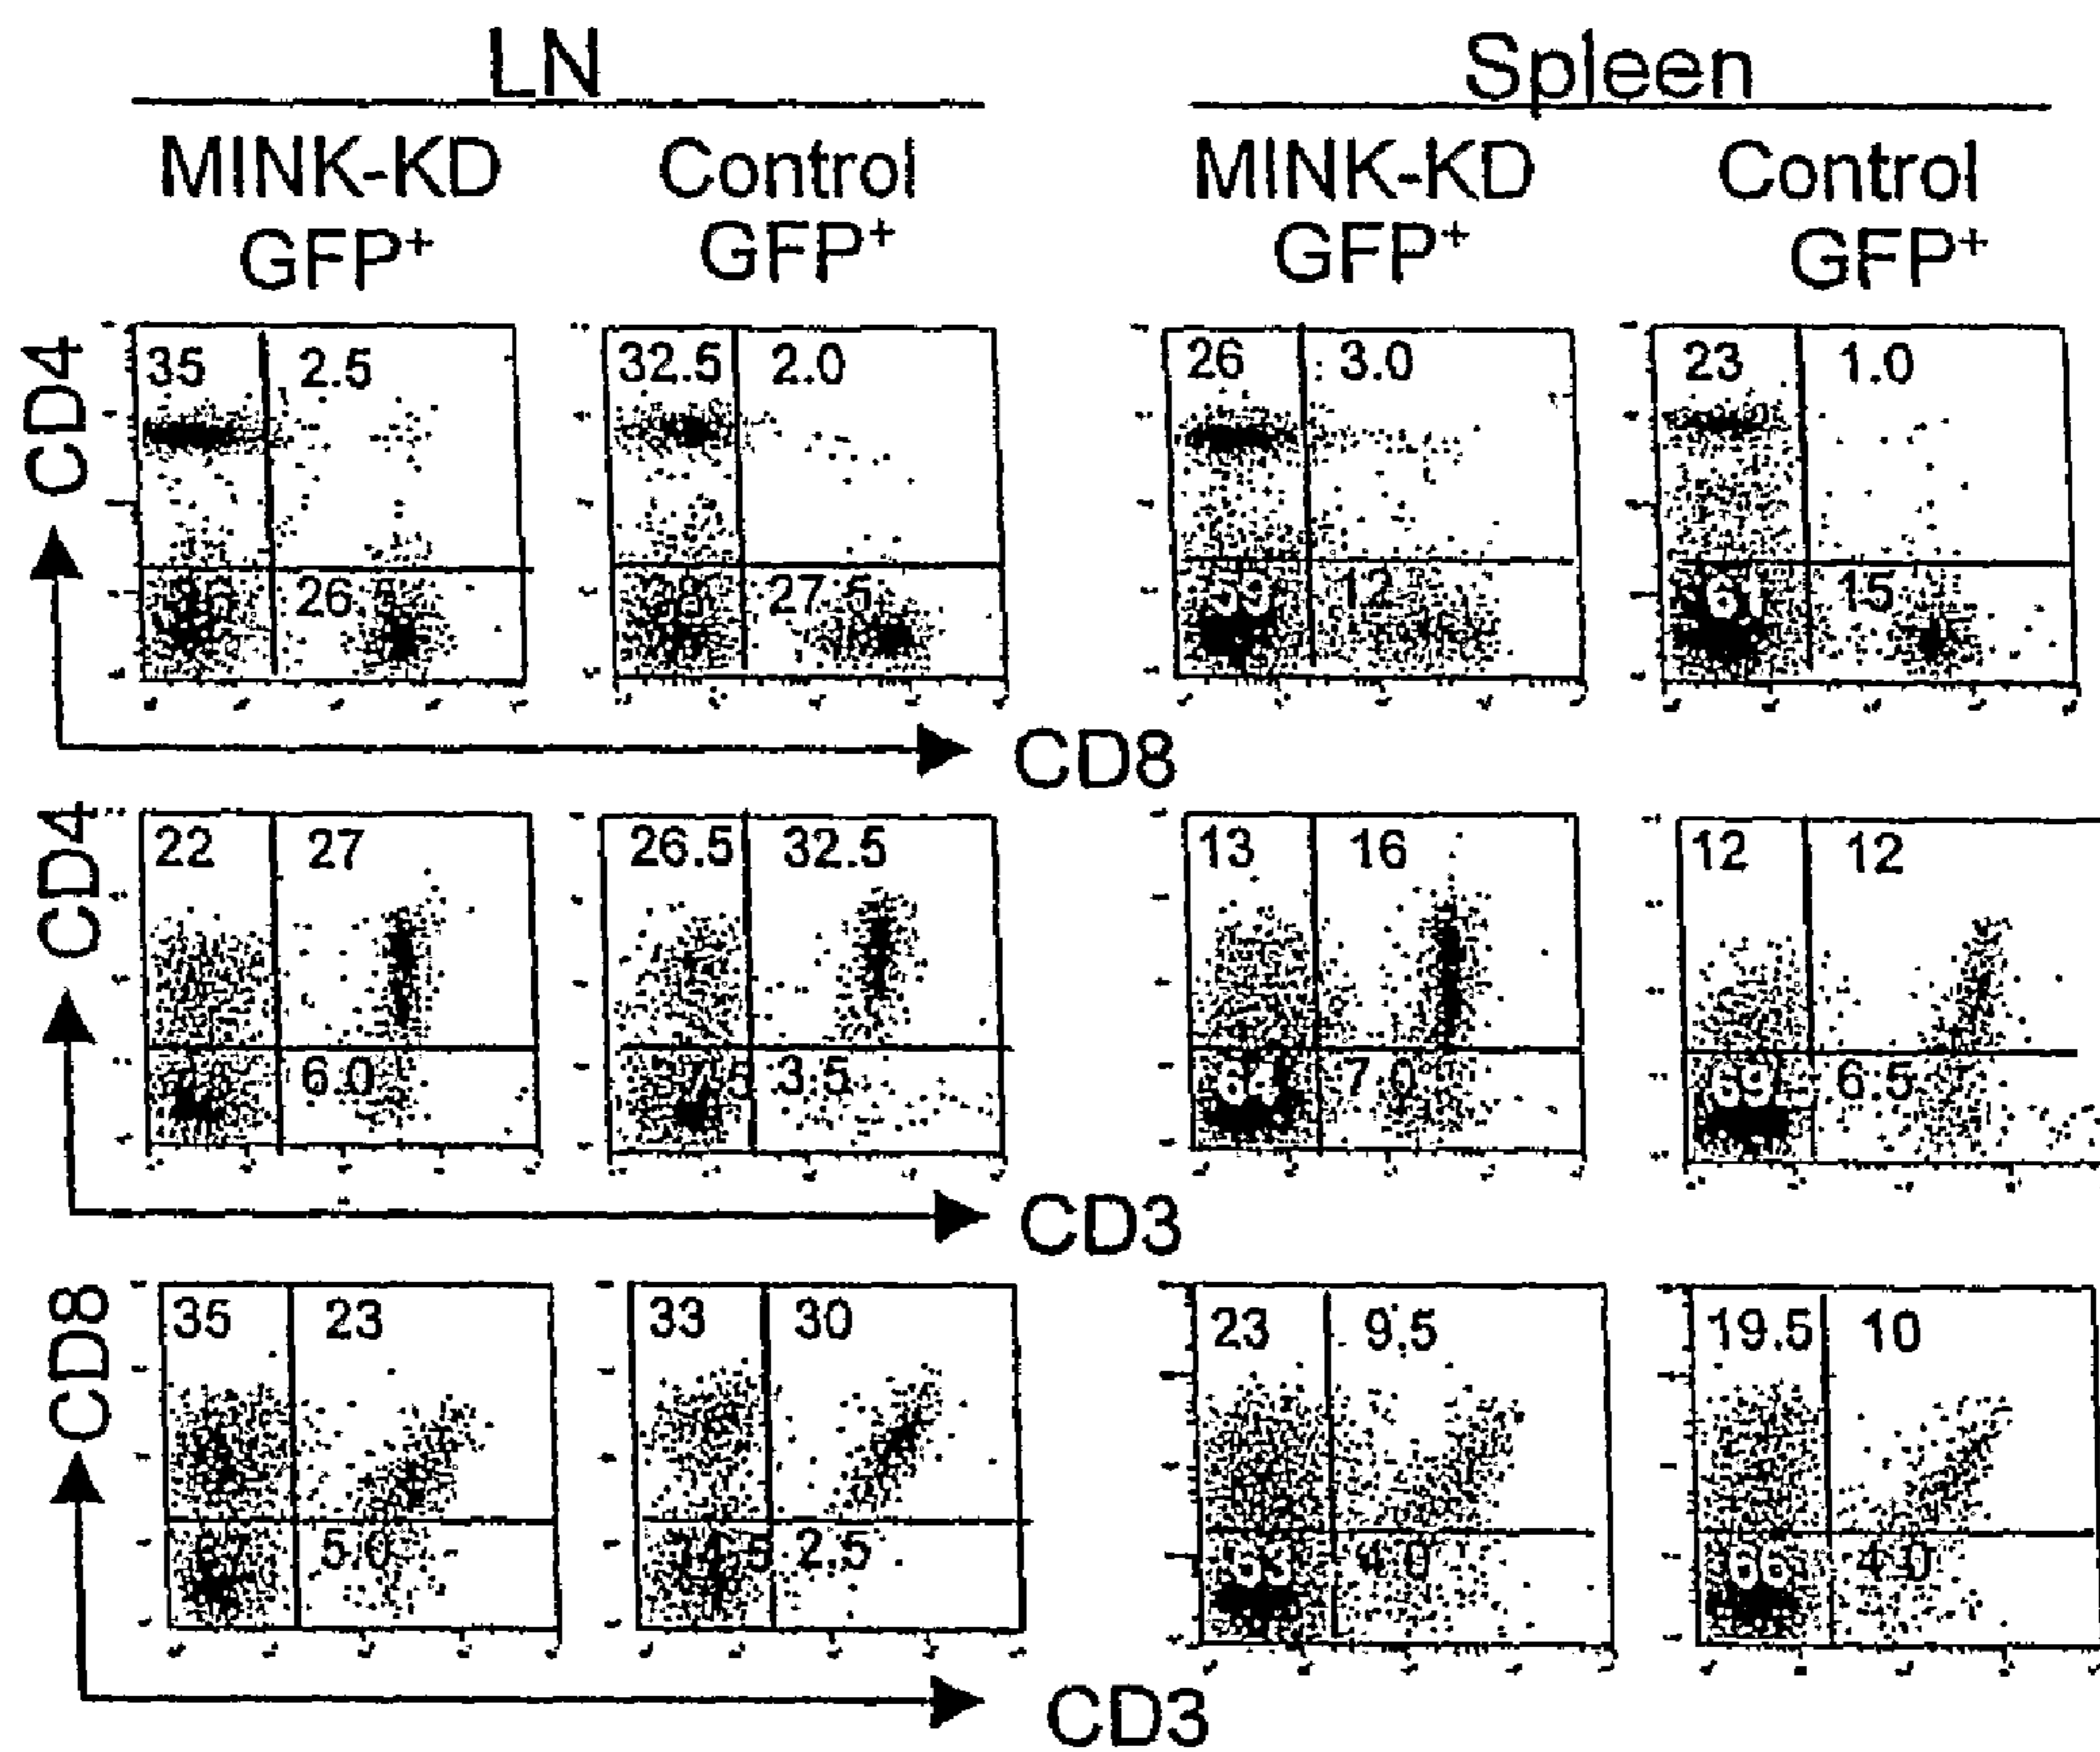 LN Spleen
MINK-KD Control MINK-KD Control
GFP+ GFP+ GFP+ GFP+
CD4
35 2.5 32.5 2.0 26 3.0 23 1.0
27.5 59 12 61 15
CD8
CD4
22 27 26.5 32.5 13 16 12 12
6.0 3.5 64 7.0 69 6.5
CD3
CD8
35 23 33 30 23 9.5 19.5 10
5.0 2.5 63 4.0 66 4.0
CD3